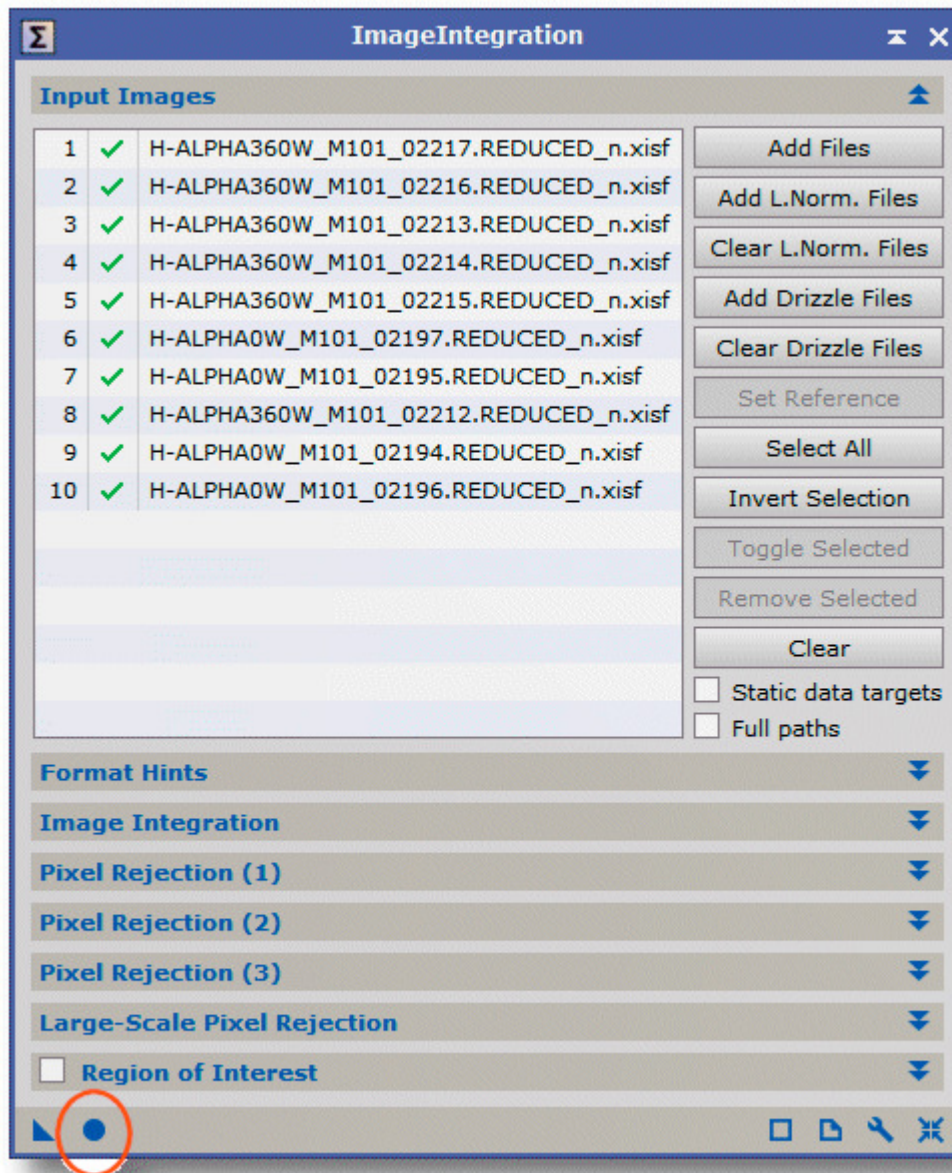 Σ
ImageIntegration
Input Images
1 H-ALPHA360W_M101_02217.REDUCED_n.xisf
2 H-ALPHA360W_M101_02216.REDUCED_n.xisf
3 H-ALPHA360W_M101_02213.REDUCED_n.xisf
4 H-ALPHA360W_M101_02214.REDUCED_n.xisf
5 H-ALPHA360W_M101_02215.REDUCED_n.xisf
6 H-ALPHA0W_M101_02197.REDUCED_n.xisf
7 H-ALPHA0W_M101_02195.REDUCED_n.xisf
8 H-ALPHA360W_M101_02212.REDUCED_n.xisf
9 H-ALPHA0W_M101_02194.REDUCED_n.xisf
10 H-ALPHA0W_M101_02196.REDUCED_n.xisf
Add Files
Add L.Norm. Files
Clear L.Norm. Files
Add Drizzle Files
Clear Drizzle Files
Set Reference
Select All
Invert Selection
Toggle Selected
Remove Selected
Clear
Static data targets
Full paths
Format Hints
Image Integration
Pixel Rejection (1)
Pixel Rejection (2)
Pixel Rejection (3)
Large-Scale Pixel Rejection
Region of Interest